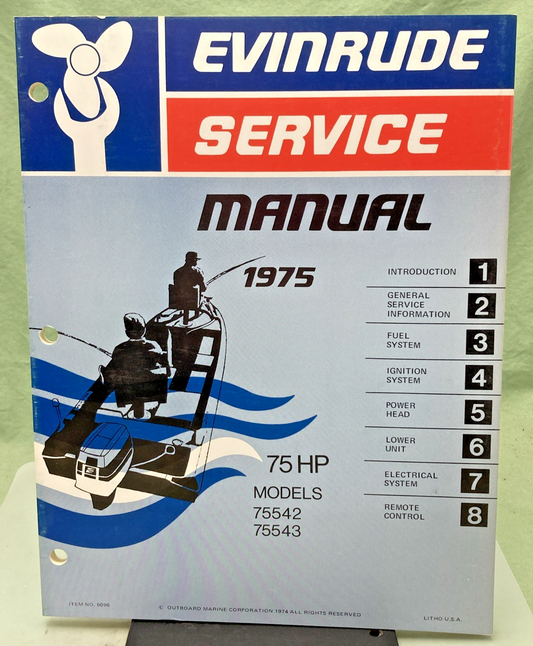 EVINRUDE
SERVICE
MANUAL
1975
INTRODUCTION 1
GENERAL
SERVICE
INFORMATION 2
FUEL
SYSTEM 3
IGNITION
SYSTEM 4
POWER
HEAD 5
LOWER
UNIT 6
ELECTRICAL
SYSTEM 7
REMOTE
CONTROL 8
75 HP
MODELS
75542
75543
ITEM NO. 5098
© OUTBOARD MARINE CORPORATION 1974 ALL RIGHTS RESERVED
LITHO U.S.A.